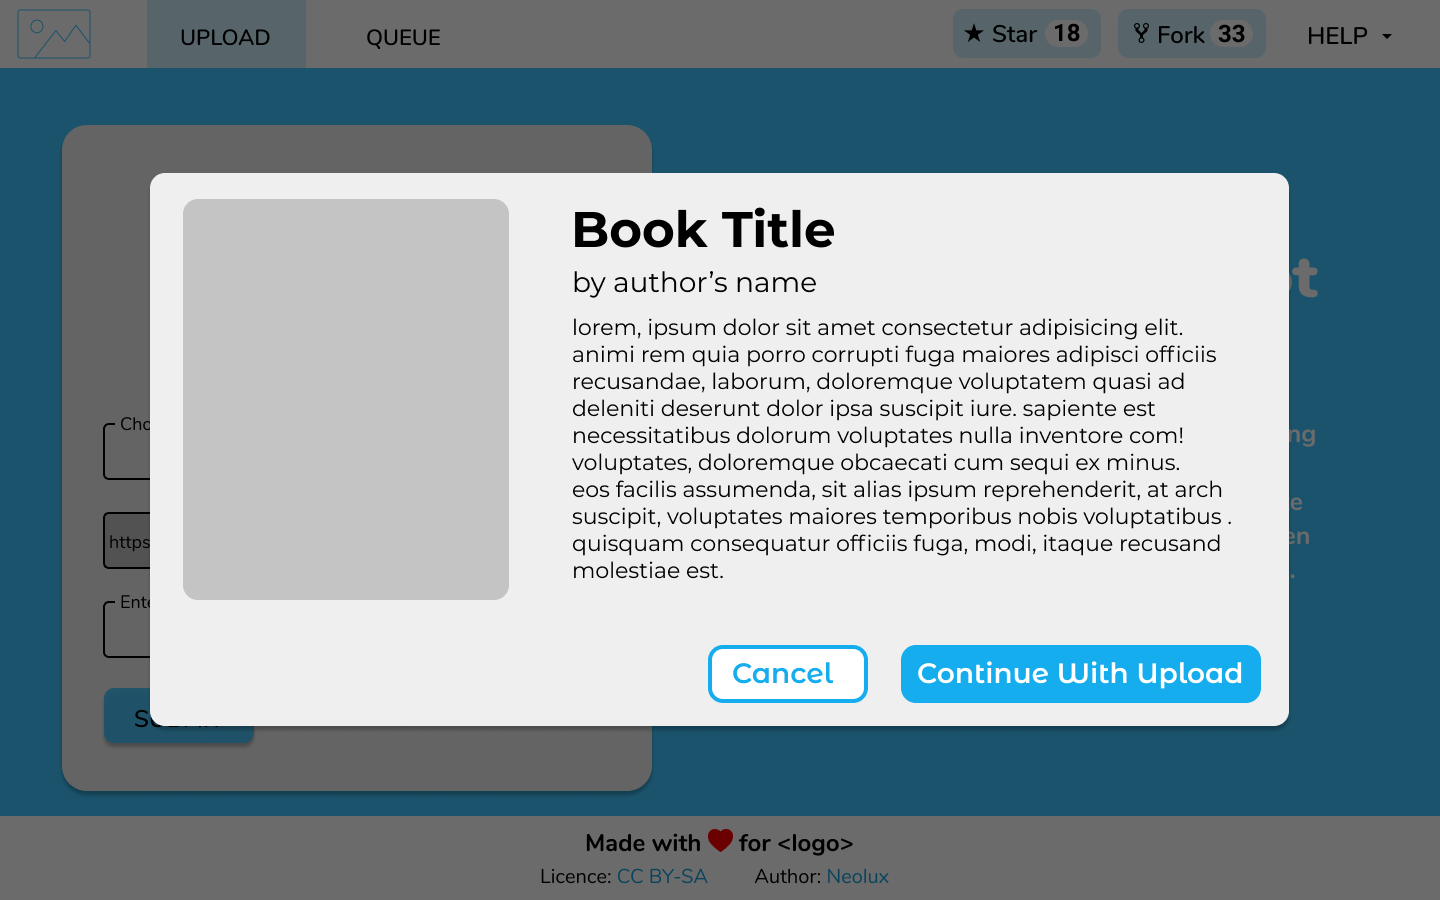 UPLOAD
QUEUE
Star 18
Fork 33
HELP
Book Title
by author’s name
lorem, ipsum dolor sit amet consectetur adipisicing elit.
animi rem quia porro corrupti fuga maiores adipisci officiis
recusandae, laborum, doloremque voluptatem quasi ad
deleniti deserunt dolor ipsa suscipit iure. sapiente est
necessitatibus dolorum voluptates nulla inventore com!
voluptates, doloremque obcaecati cum sequi ex minus.
eos facilis assumenda, sit alias ipsum reprehenderit, at arch
suscipit, voluptates maiores temporibus nobis voluptatibus .
quisquam consequatur officiis fuga, modi, itaque recusand
molestiae est.
Cancel
Continue With Upload
https
Made with ❤ for <logo>
Licence: CC BY-SA
Author: Neolux